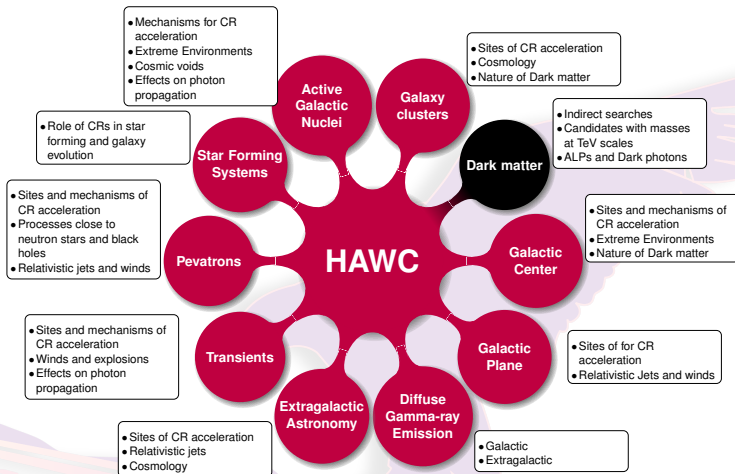 • Mechanisms for CR
acceleration
• Extreme Environments
• Cosmic voids
• Effects on photon
propagation
Active
Galactic
Nuclei
Galaxy
clusters
• Sites of CR acceleration
• Cosmology
• Nature of Dark matter
• Role of CRs in star
forming and galaxy
evolution
Star Forming
Systems
Dark matter
• Indirect searches
• Candidates with masses
at TeV scales
• ALPs and Dark photons
• Sites and mechanisms of
CR acceleration
• Processes close to
neutron stars and black
holes
• Relativistic jets and winds
Pevatrons
HAWC
Galactic
Center
• Sites and mechanisms of
CR acceleration
• Extreme Environments
• Nature of Dark matter
• Sites and mechanisms of
CR acceleration
• Winds and explosions
• Effects on photon
propagation
Transients
Galactic
Plane
• Sites of for CR
acceleration
• Relativistic Jets and winds
• Sites of CR acceleration
• Relativistic jets
• Cosmology
Extragalactic
Astronomy
Diffuse
Gamma-ray
Emission
• Galactic
• Extragalactic